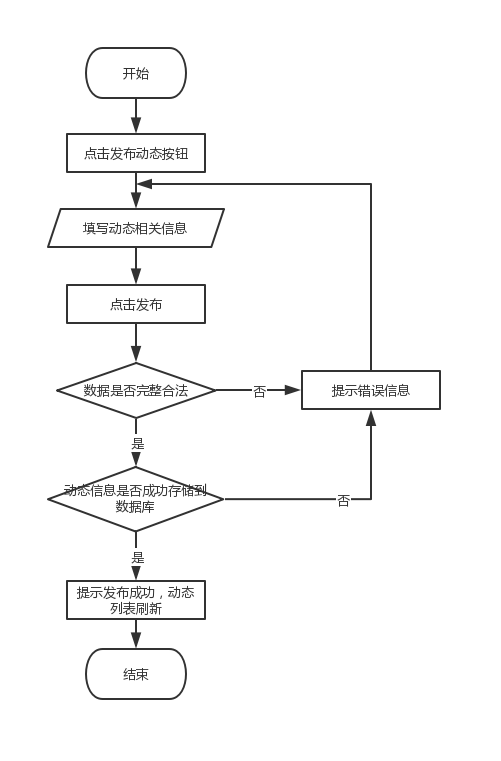 开始
点击发布动态按钮
填写动态相关信息
点击发布
数据是否完整合法
否
提示错误信息
是
动态信息是否成功存储到
数据库
否
是
提示发布成功，动态
列表刷新
结束